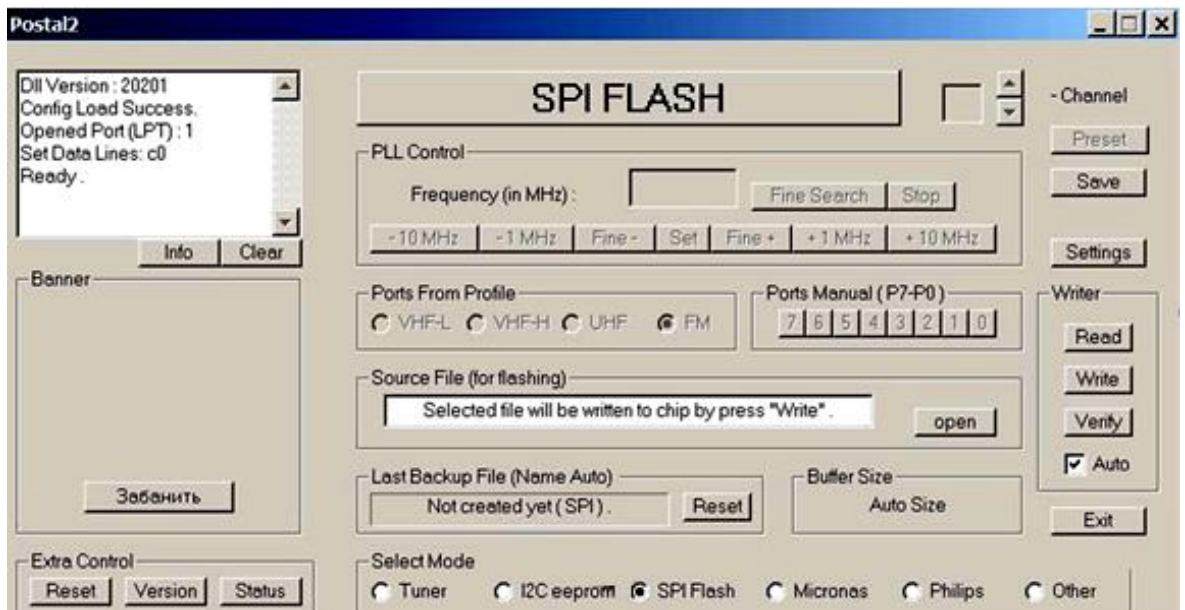 Postal2
Dll Version : 20201
Config Load Success.
Opened Port (LPT) : 1
Set Data Lines: c0
Ready .
Info Clear
SPI FLASH
- Channel
Preset
Save
Settings
PLL Control
Frequency (in MHz) :
Fine Search Stop
- 10 MHz - 1 MHz Fine - Set Fine + + 1 MHz + 10 MHz
Banner
Забанить
Ports From Profile
VHF-L VHF-H UHF FM
Ports Manual ( P7-P0 )
7 6 5 4 3 2 1 0
Writer
Read
Write
Verify
Auto
Source File (for flashing)
Selected file will be written to chip by press "Write" .
open
Last Backup File (Name Auto)
Not created yet ( SPI ) .
Reset
Buffer Size
Auto Size
Exit
Extra Control
Reset Version Status
Select Mode
Tuner I2C eeprom SPI Flash Micronas Philips Other